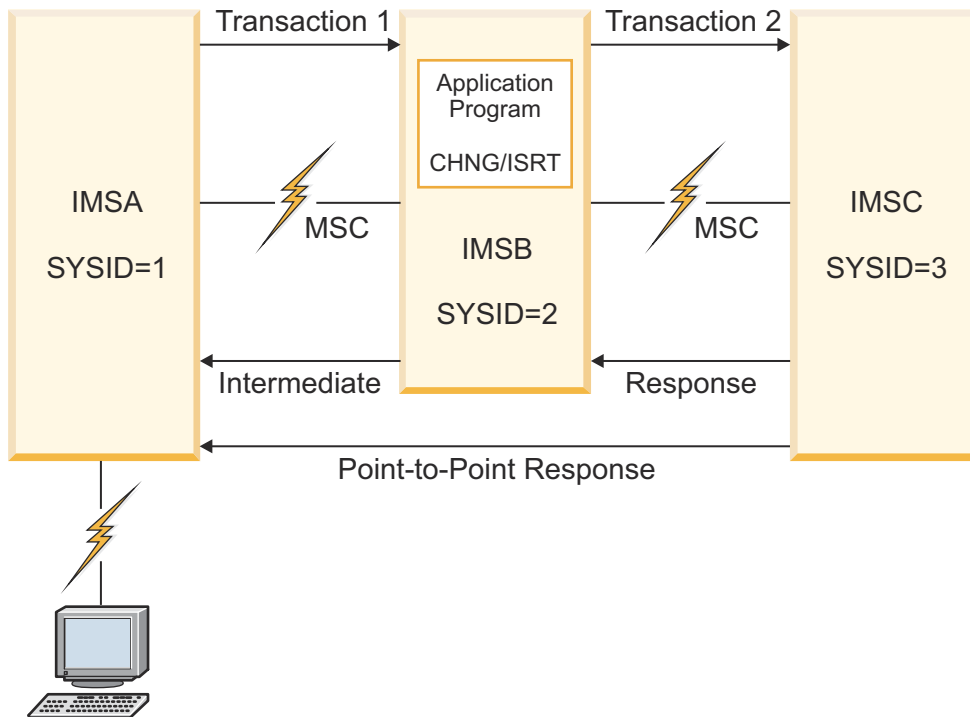 Transaction 1
Transaction 2
Application
Program
CHNG/ISRT
IMSA
SYSID=1
MSC
IMSB
SYSID=2
MSC
IMSC
SYSID=3
Intermediate
Response
Point-to-Point Response